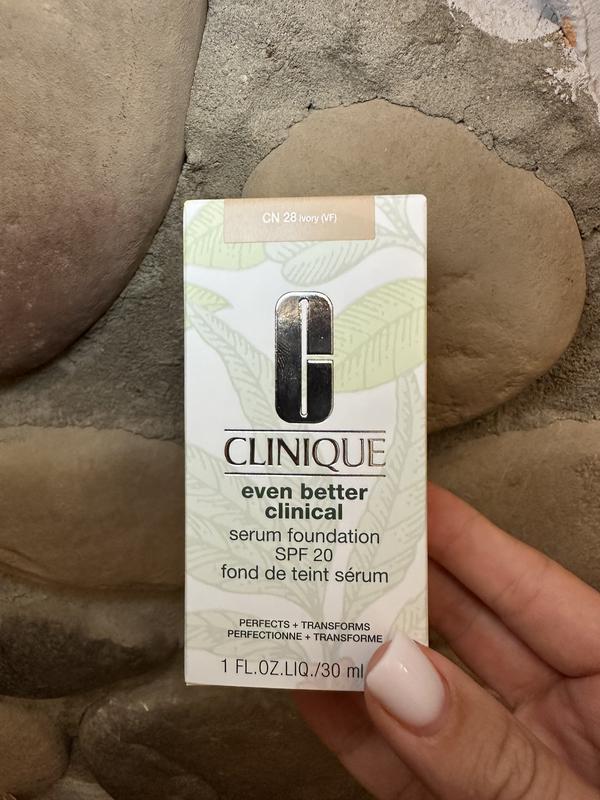 CN 28 Ivory (VF)
CLINIQUE
even better
clinical
serum foundation
SPF 20
fond de teint sérum
PERFECTS + TRANSFORMS
PERFECTIONNE + TRANSFORME
1 FL.OZ.LIQ./30 ml